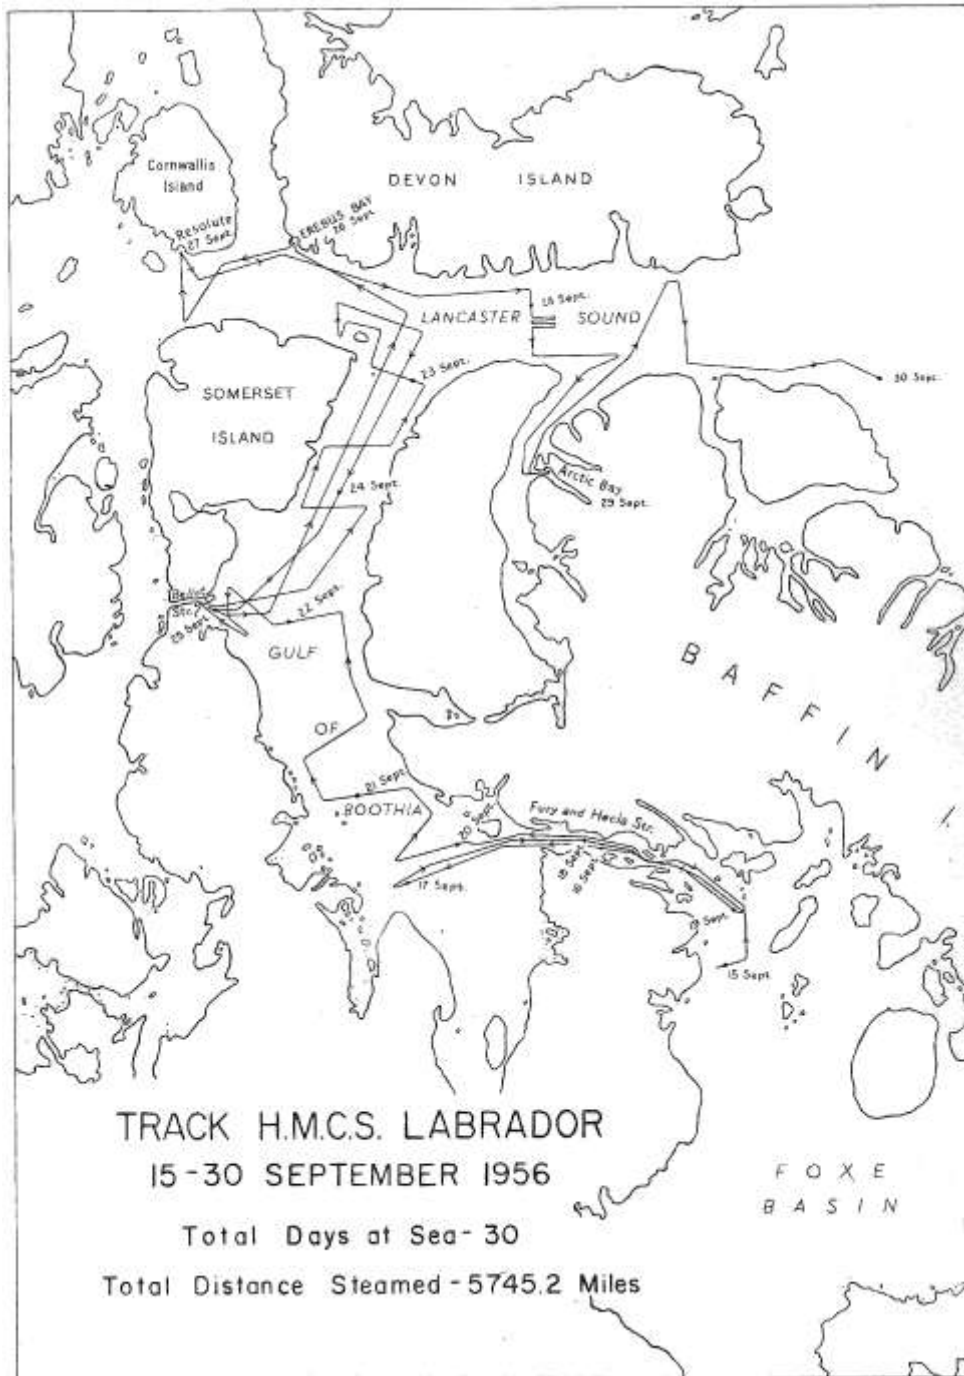 Cornwallis
Island
DEVON ISLAND
Resolute
27 Sept.
EREBUS BAY
26 Sept.
28 Sept.
LANCASTER SOUND
30 Sept.
23 Sept.
SOMERSET
ISLAND
24 Sept.
Arctic Bay
29 Sept.
Bellot
Str.
25 Sept.
22 Sept.
GULF
OF
BOOTHIA
BAFFIN I.
21 Sept.
20 Sept.
Fury and Hecla Str.
19 Sept.
18 Sept.
17 Sept.
15 Sept.
TRACK H.M.C.S. LABRADOR
15-30 SEPTEMBER 1956
Total Days at Sea - 30
Total Distance Steamed - 5745.2 Miles
FOXE
BASIN